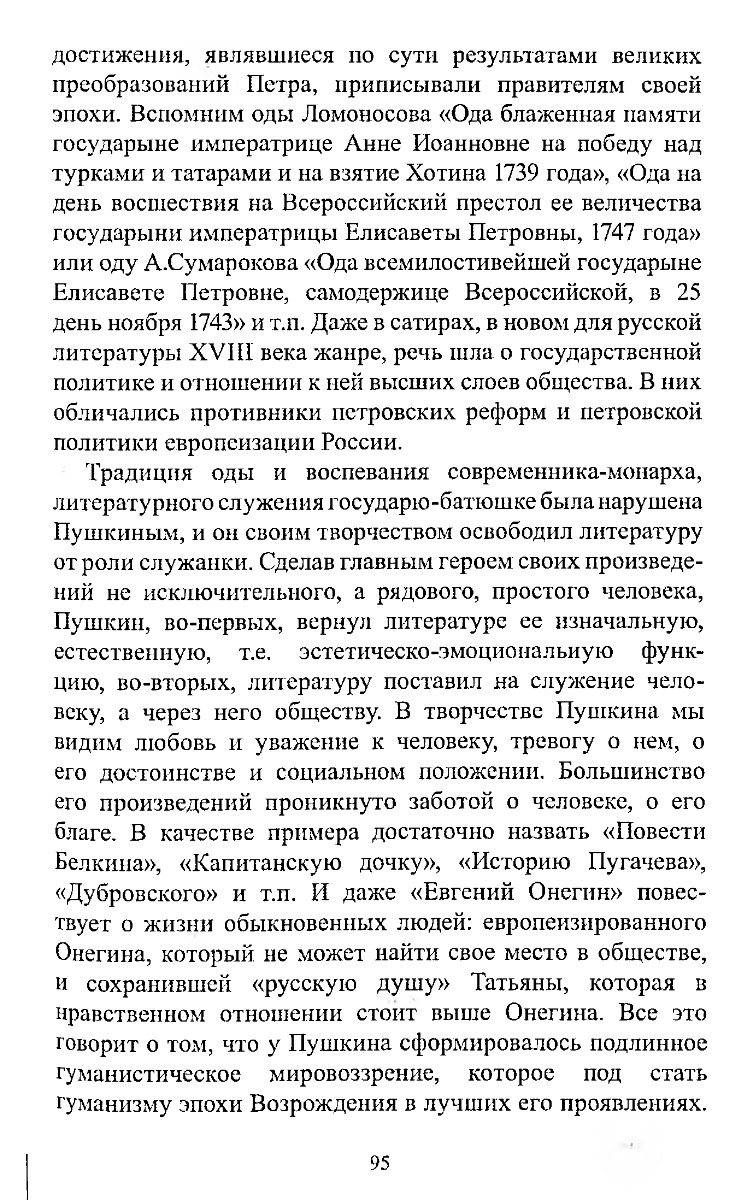 достижения, являвшиеся по сути результатами великих
преобразований Петра, приписывали правителям своей
эпохи. Вспомним оды Ломоносова «Ода блаженная памяти
государыне императрице Анне Иоанновне на победу над
турками и татарами и на взятие Хотина 1739 года», «Ода на
день восшествия на Всероссийский престол ее величества
государыни императрицы Елисаветы Петровны, 1747 года»
или оду А.Сумарокова «Ода всемилостивейшей государыне
Елисавете Петровне, самодержице Всероссийской, в 25
день ноября 1743» и т.п. Даже в сатирах, в новом для русской
литературы XVIII века жанре, речь шла о государственной
политике и отношении к ней высших слоев общества. В них
обличались противники петровских реформ и петровской
политики европеизации России.
Традиция оды и воспевания современника-монарха,
литературного служения государю-батюшке была нарушена
Пушкиным, и он своим творчеством освободил литературу
от роли служанки. Сделав главным героем своих произведе-
ний не исключительного, а рядового, простого человека,
Пушкин, во-первых, вернул литературе ее изначальную,
естественную, т.е. эстетическо-эмоциональную функ-
цию, во-вторых, литературу поставил на служение чело-
веку, а через него обществу. В творчестве Пушкина мы
видим любовь и уважение к человеку, тревогу о нем, о
его достоинстве и социальном положении. Большинство
его произведений проникнуто заботой о человеке, о его
благе. В качестве примера достаточно назвать «Повести
Белкина», «Капитанскую дочку», «Историю Пугачева»,
«Дубровского» и т.п. И даже «Евгений Онегин» повес-
твует о жизни обыкновенных людей: европеизированного
Онегина, который не может найти свое место в обществе,
и сохранившей «русскую душу» Татьяны, которая в
нравственном отношении стоит выше Онегина. Все это
говорит о том, что у Пушкина сформировалось подлинное
гуманистическое мировоззрение, которое под стать
гуманизму эпохи Возрождения в лучших его проявлениях.
95